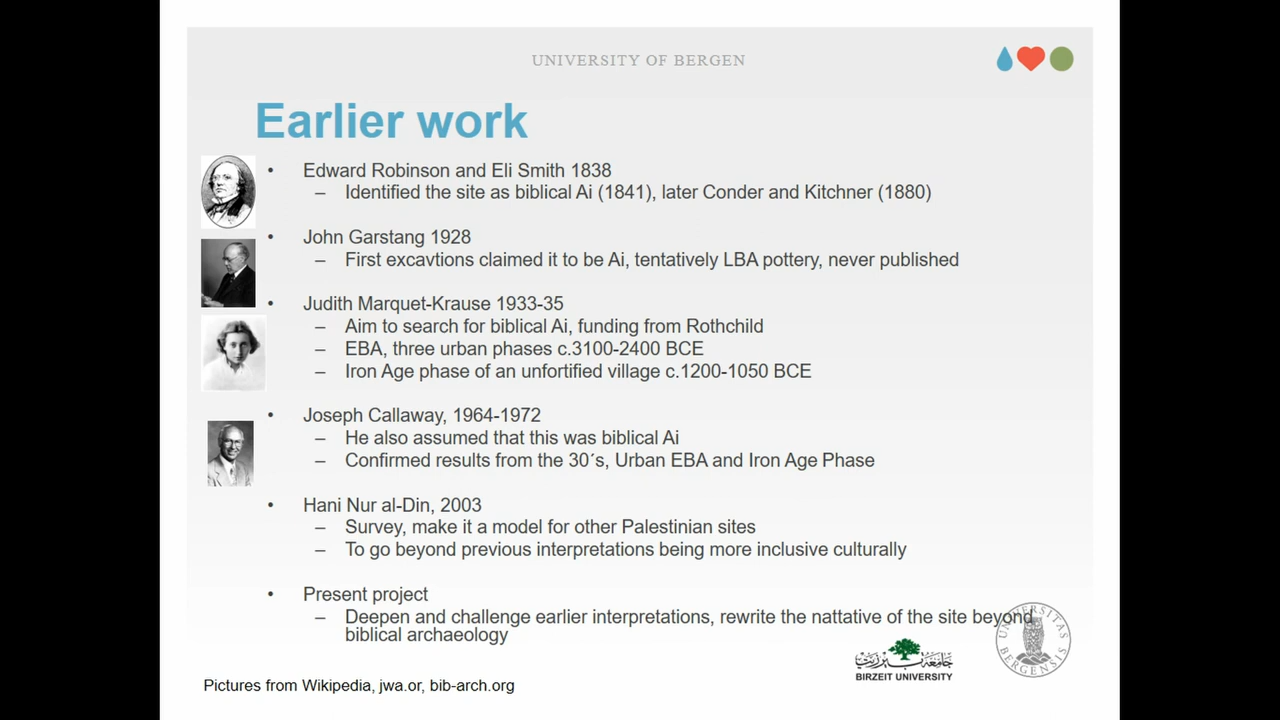 UNIVERSITY OF BERGEN
Earlier work
• Edward Robinson and Eli Smith 1838
– Identified the site as biblical Ai (1841), later Conder and Kitchner (1880)
• John Garstang 1928
– First excavtions claimed it to be Ai, tentatively LBA pottery, never published
• Judith Marquet-Krause 1933-35
– Aim to search for biblical Ai, funding from Rothchild
– EBA, three urban phases c.3100-2400 BCE
– Iron Age phase of an unfortified village c.1200-1050 BCE
• Joseph Callaway, 1964-1972
– He also assumed that this was biblical Ai
– Confirmed results from the 30´s, Urban EBA and Iron Age Phase
• Hani Nur al-Din, 2003
– Survey, make it a model for other Palestinian sites
– To go beyond previous interpretations being more inclusive culturally
• Present project
– Deepen and challenge earlier interpretations, rewrite the nattative of the site beyond
biblical archaeology
UNIVERSITAS
BERGENSIS
جامعة بيرزيت
BIRZEIT UNIVERSITY
Pictures from Wikipedia, jwa.or, bib-arch.org